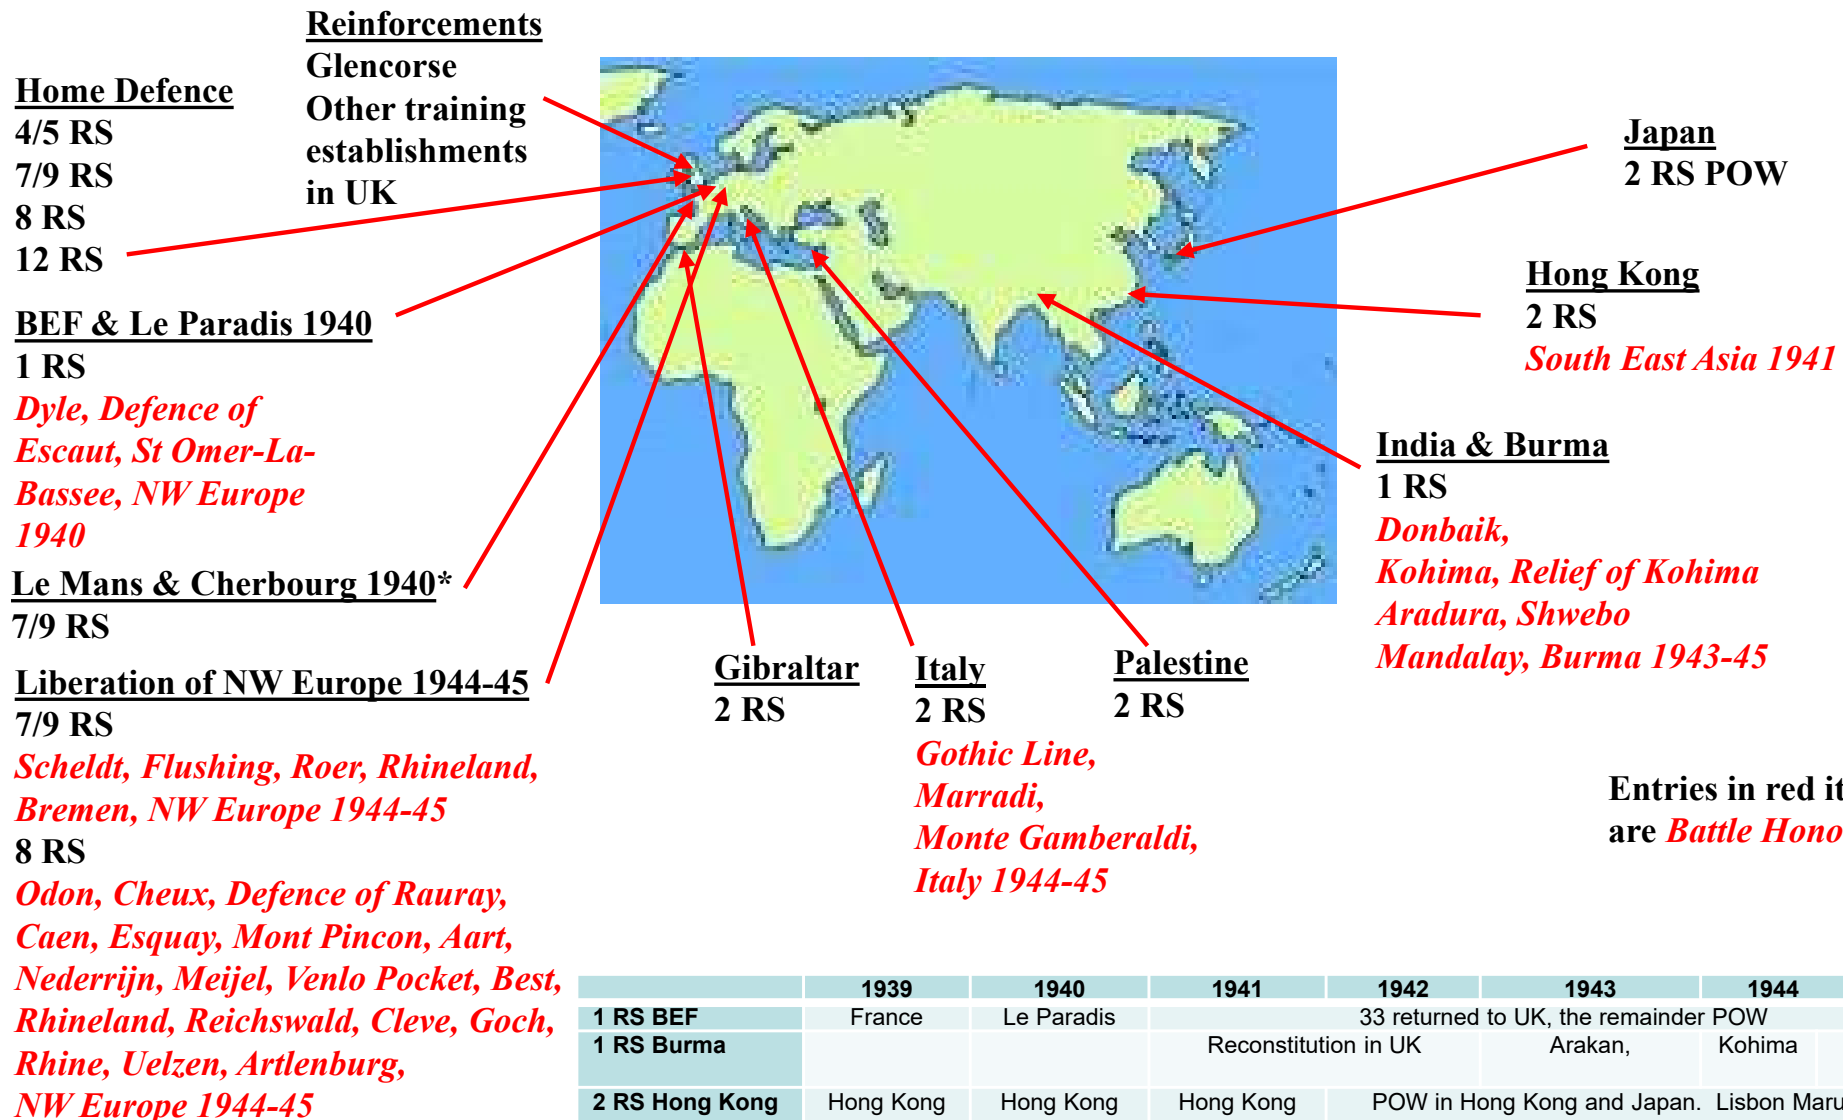 Reinforcements
Glencorse
Other training
establishments
in UK
Home Defence
4/5 RS
7/9 RS
8 RS
12 RS
BEF & Le Paradis 1940
1 RS
Dyle, Defence of
Escaut, St Omer-La-
Bassee, NW Europe
1940
Le Mans & Cherbourg 1940*
7/9 RS
Liberation of NW Europe 1944-45
7/9 RS
Scheldt, Flushing, Roer, Rhineland,
Bremen, NW Europe 1944-45
8 RS
Odon, Cheux, Defence of Rauray,
Caen, Esquay, Mont Pincon, Aart,
Nederrijn, Meijel, Venlo Pocket, Best,
Rhineland, Reichswald, Cleve, Goch,
Rhine, Uelzen, Artlenburg,
NW Europe 1944-45
Gibraltar
2 RS
Italy
2 RS
Gothic Line,
Marradi,
Monte Gamberaldi,
Italy 1944-45
Palestine
2 RS
Japan
2 RS POW
Hong Kong
2 RS
South East Asia 1941
India & Burma
1 RS
Donbaik,
Kohima, Relief of Kohima
Aradura, Shwebo
Mandalay, Burma 1943-45
Entries in red it
are Battle Hono
1939 1940 1941 1942 1943 1944
1 RS BEF France Le Paradis 33 returned to UK, the remainder POW
1 RS Burma Reconstitution in UK Arakan, Kohima
2 RS Hong Kong Hong Kong Hong Kong Hong Kong POW in Hong Kong and Japan. Lisbon Maru